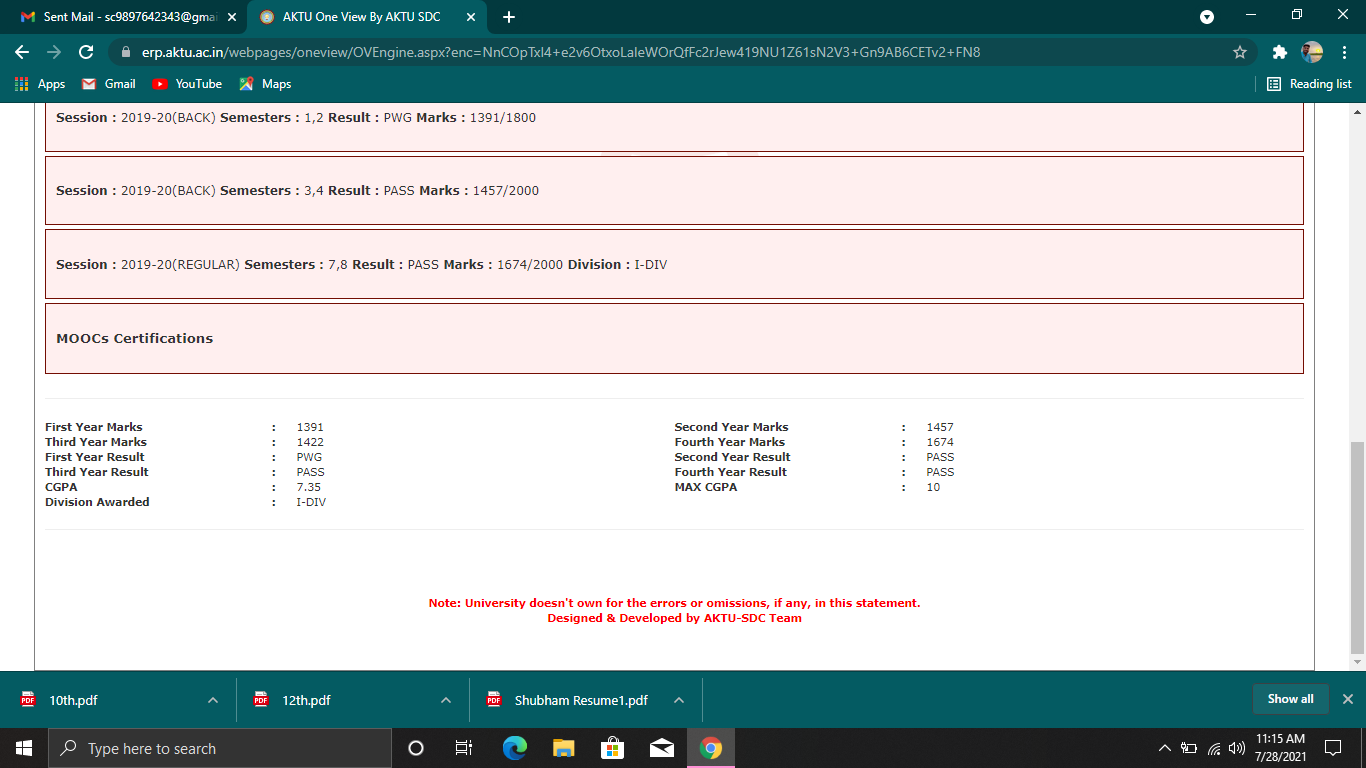 Sent Mail - sc9897642343@gmai
AKTU One View By AKTU SDC
erp.aktu.ac.in/webpages/oneview/OVEngine.aspx?enc=NnCOpTxI4+e2v6OtxoLaleWOrQfFc2rJew419NU1Z61sN2V3+Gn9AB6CETv2+FN8
Apps Gmail YouTube Maps Reading list
Session : 2019-20(BACK) Semesters : 1,2 Result : PWG Marks : 1391/1800
Session : 2019-20(BACK) Semesters : 3,4 Result : PASS Marks : 1457/2000
Session : 2019-20(REGULAR) Semesters : 7,8 Result : PASS Marks : 1674/2000 Division : I-DIV
MOOCs Certifications
First Year Marks : 1391 Second Year Marks : 1457
Third Year Marks : 1422 Fourth Year Marks : 1674
First Year Result : PWG Second Year Result : PASS
Third Year Result : PASS Fourth Year Result : PASS
CGPA : 7.35 MAX CGPA : 10
Division Awarded : I-DIV
Note: University doesn't own for the errors or omissions, if any, in this statement.
Designed & Developed by AKTU-SDC Team
10th.pdf 12th.pdf Shubham Resume1.pdf Show all
Type here to search
11:15 AM
7/28/2021